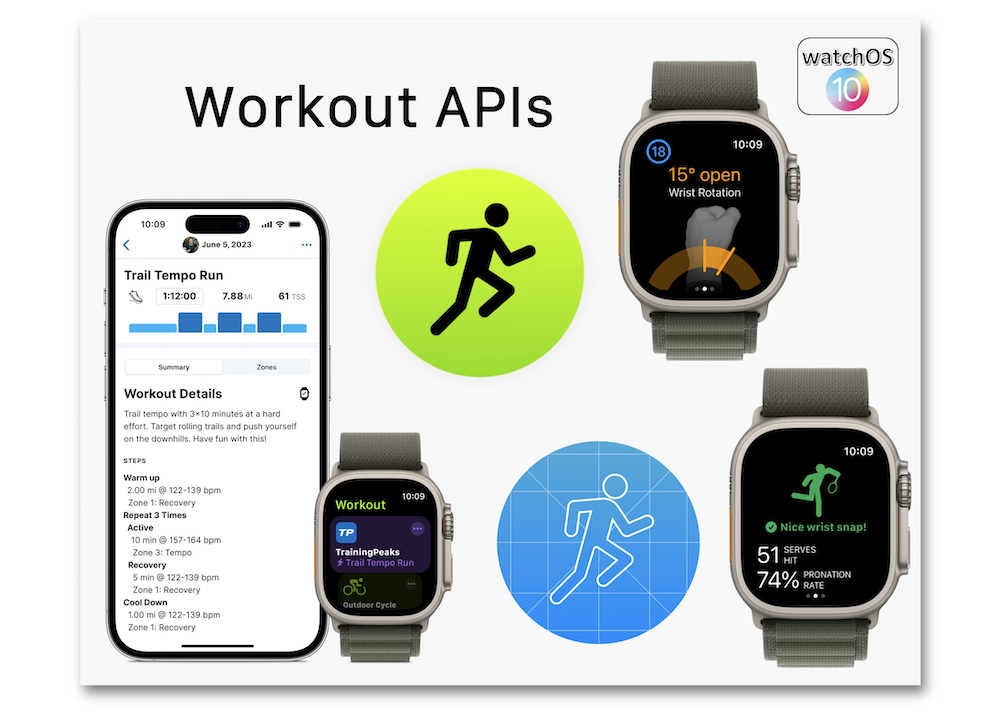 Workout APIs
watchOS
10
10:09
18
15° open
Wrist Rotation
10:09
June 5, 2023
Trail Tempo Run
1:12:00 7.88 Mi 61 TSS
Summary Zones
Workout Details
Trail tempo with 3x10 minutes at a hard
effort. Target rolling trails and push yourself
on the downhills. Have fun with this!
STEPS
Warm up
2.00 mi @ 122-139 bpm
Zone 1: Recovery
Repeat 3 Times
Active
10 min @ 157-164 bpm
Zone 3: Tempo
Recovery
5 min @ 122-139 bpm
Zone 1: Recovery
Cool Down
1.00 mi @ 122-139 bpm
Zone 1: Recovery
10:09
Workout
TP
TrainingPeaks
Trail Tempo Run
Outdoor Cycle
10:09
Nice wrist snap!
51 SERVES
HIT
74% PRONATION
RATE